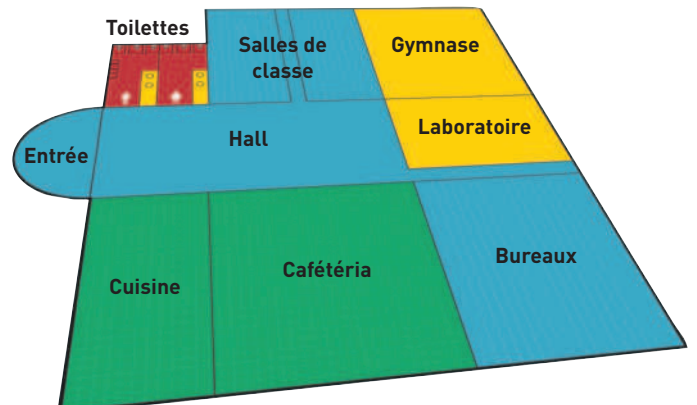 Toilettes
Salles de
classe
Gymnase
Entrée
Hall
Laboratoire
Cuisine
Cafétéria
Bureaux